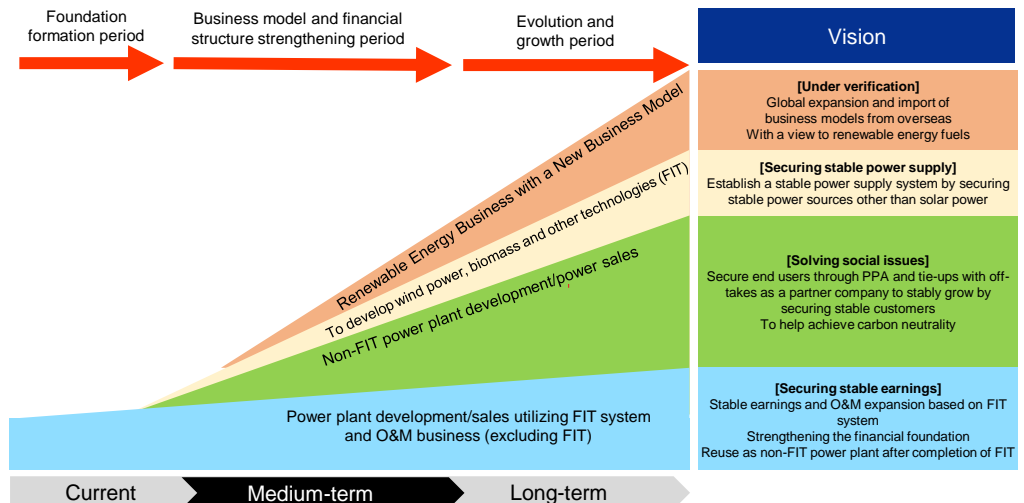 Foundation
formation period
Business model and financial
structure strengthening period
Evolution and
growth period
Vision
Renewable Energy Business with a New Business Model
To develop wind power, biomass and other technologies (FIT)
Non-FIT power plant development/power sales
Power plant development/sales utilizing FIT system
and O&M business (excluding FIT)
[Under verification]
Global expansion and import of
business models from overseas
With a view to renewable energy fuels
[Securing stable power supply]
Establish a stable power supply system by securing
stable power sources other than solar power
[Solving social issues]
Secure end users through PPA and tie-ups with off-
takes as a partner company to stably grow by
securing stable customers
To help achieve carbon neutrality
[Securing stable earnings]
Stable earnings and O&M expansion based on FIT
system
Strengthening the financial foundation
Reuse as non-FIT power plant after completion of FIT
Current
Medium-term
Long-term